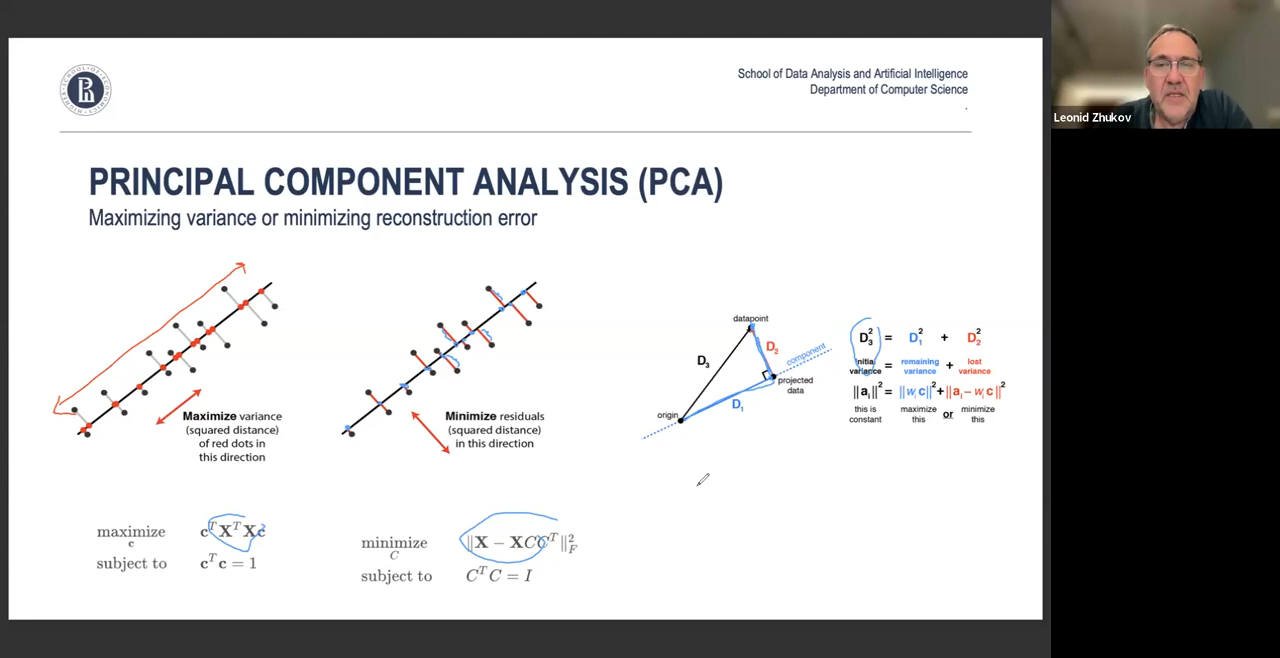 School of Data Analysis and Artificial Intelligence
Department of Computer Science
.
Leonid Zhukov
PRINCIPAL COMPONENT ANALYSIS (PCA)
Maximizing variance or minimizing reconstruction error
Maximize variance
(squared distance)
of red dots in
this direction
Minimize residuals
(squared distance)
in this direction
datapoint
D₃
D₂
component
projected
data
origin
D₁
D₃² = D₁² + D₂²
initial variance = remaining variance + lost variance
||aᵢ||² = ||wᵢc||² + ||aᵢ – wᵢc||²
this is constant maximize this or minimize this
maximize c cᵀXᵀXc
subject to cᵀc = 1
minimize C ||X − XCCᵀ||²_F
subject to CᵀC = I